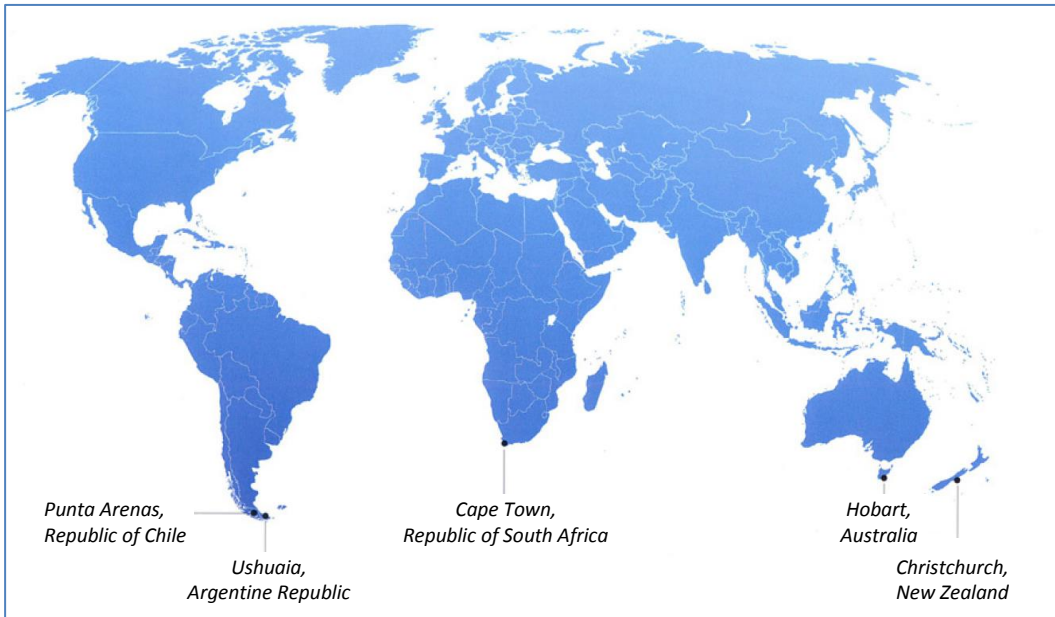 Punta Arenas,
Republic of Chile
Ushuaia,
Argentine Republic
Cape Town,
Republic of South Africa
Hobart,
Australia
Christchurch,
New Zealand